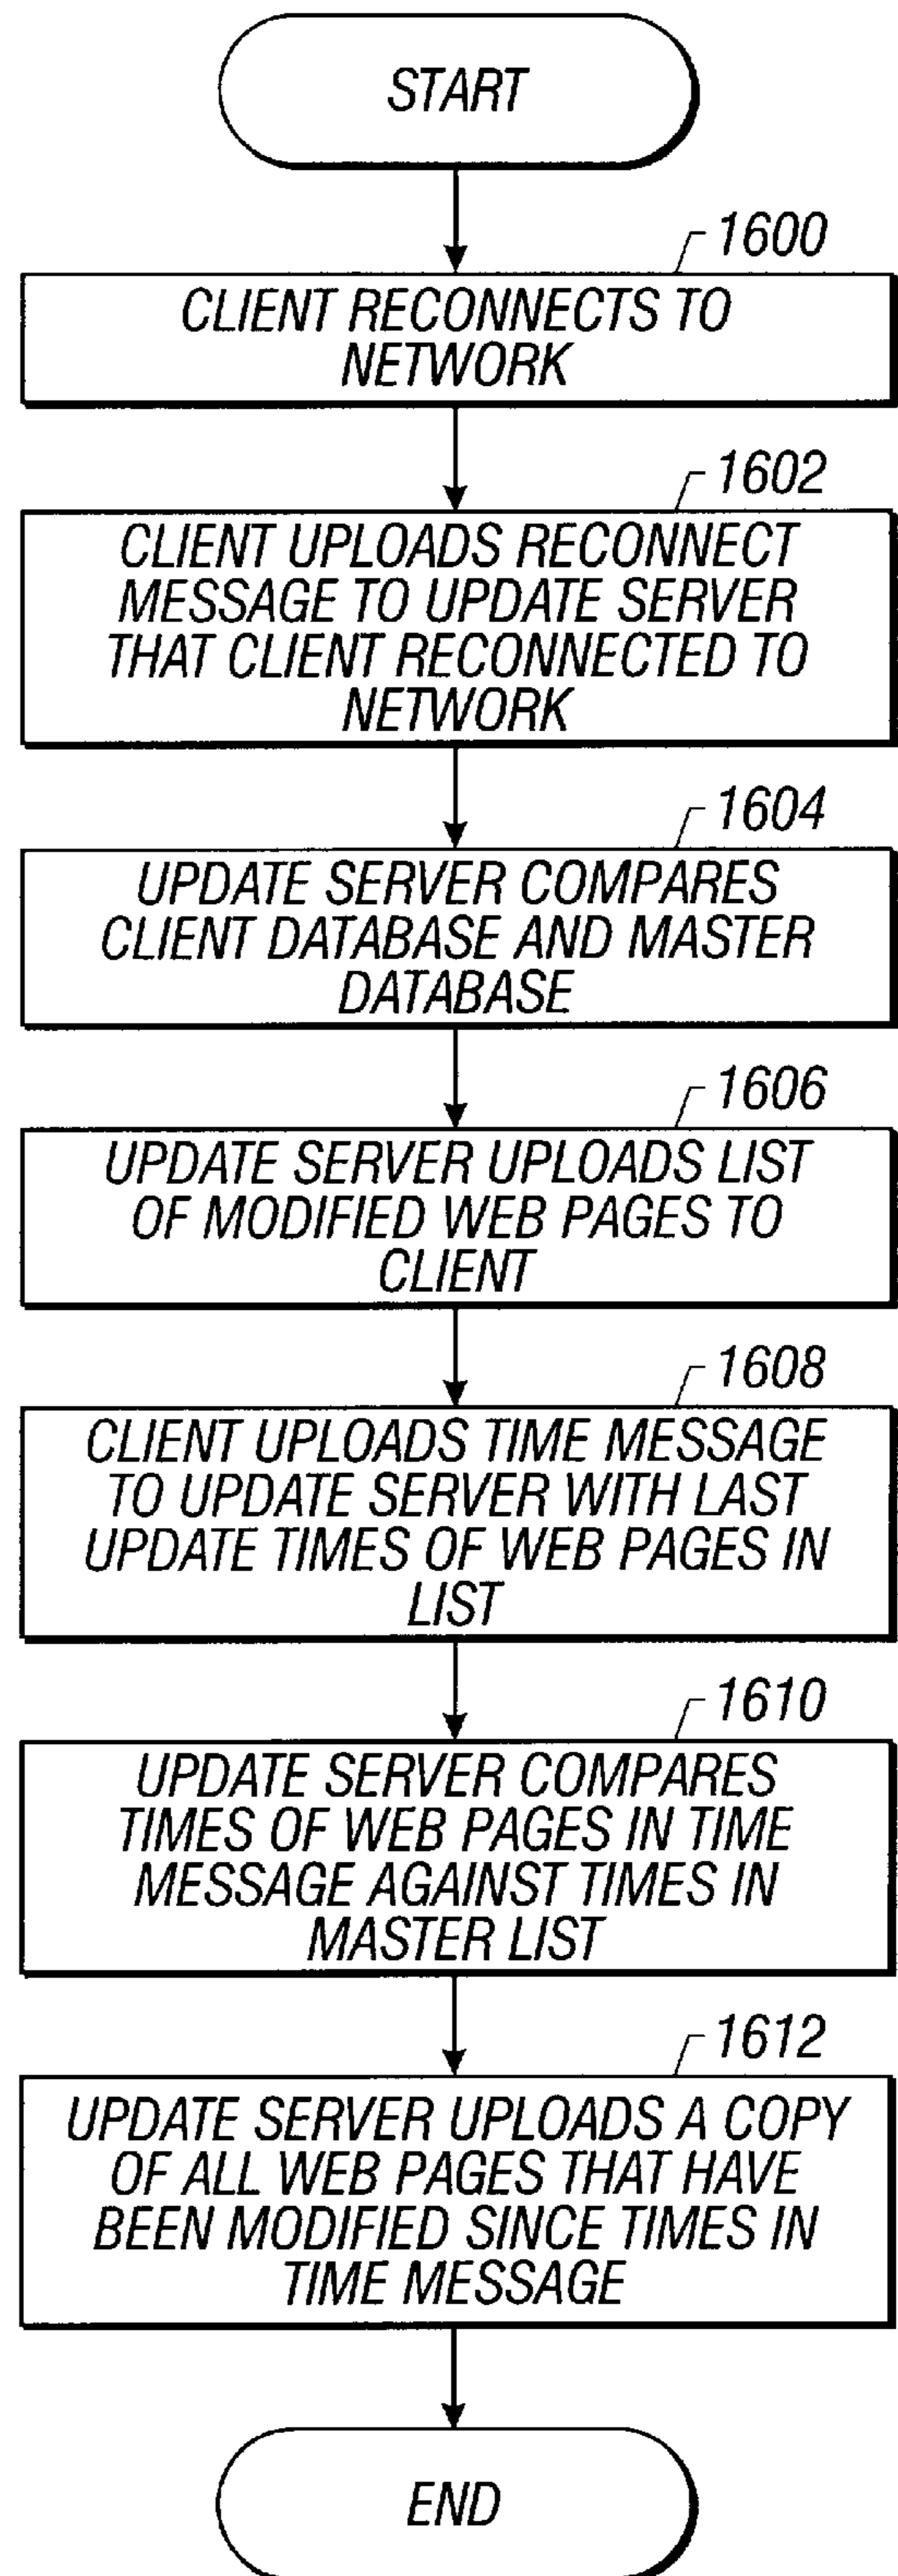 START
1600
CLIENT RECONNECTS TO
NETWORK
1602
CLIENT UPLOADS RECONNECT
MESSAGE TO UPDATE SERVER
THAT CLIENT RECONNECTED TO
NETWORK
1604
UPDATE SERVER COMPARES
CLIENT DATABASE AND MASTER
DATABASE
1606
UPDATE SERVER UPLOADS LIST
OF MODIFIED WEB PAGES TO
CLIENT
1608
CLIENT UPLOADS TIME MESSAGE
TO UPDATE SERVER WITH LAST
UPDATE TIMES OF WEB PAGES IN
LIST
1610
UPDATE SERVER COMPARES
TIMES OF WEB PAGES IN TIME
MESSAGE AGAINST TIMES IN
MASTER LIST
1612
UPDATE SERVER UPLOADS A COPY
OF ALL WEB PAGES THAT HAVE
BEEN MODIFIED SINCE TIMES IN
TIME MESSAGE
END